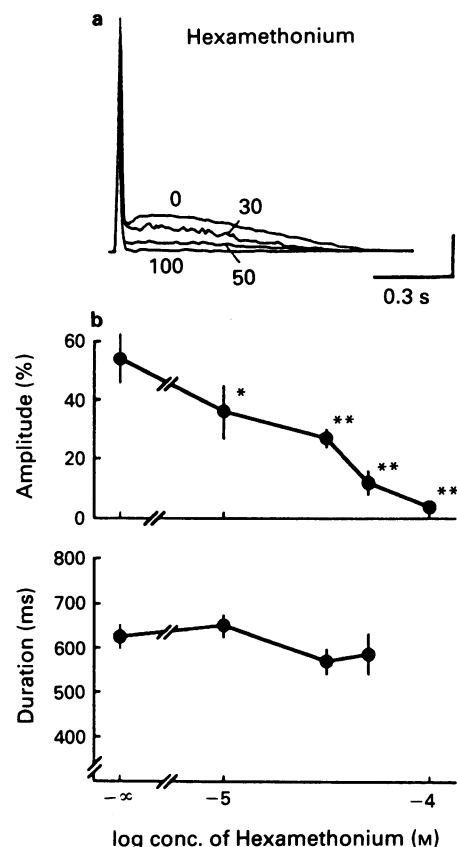 a
Hexamethonium
0
30
100
50
0.3 s
b
60
40
20
0
Amplitude (%)
*
**
**
**
800
700
600
500
400
Duration (ms)
−∞
−5
−4
log conc. of Hexamethonium (M)